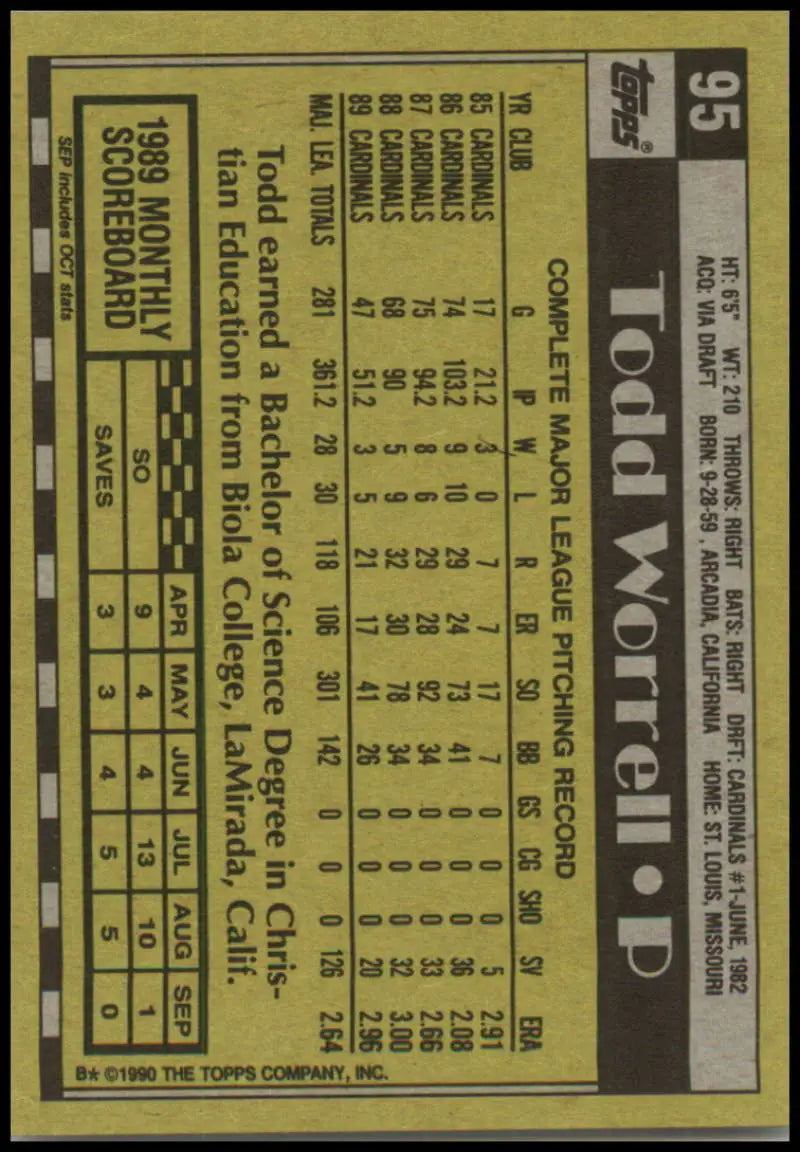 95
HT: 6'5" WT: 210 THROWS: RIGHT BATS: RIGHT DRFT: CARDINALS #1-JUNE, 1982
ACQ: VIA DRAFT BORN: 9-28-59, ARCADIA, CALIFORNIA HOME: ST. LOUIS, MISSOURI
topps®
Todd Worrell • P
COMPLETE MAJOR LEAGUE PITCHING RECORD
YR CLUB G IP W L R ER SO BB GS CG SHO SV ERA
85 CARDINALS 17 21.2 3 0 7 7 17 7 0 0 0 5 2.91
86 CARDINALS 74 103.2 9 10 29 24 73 41 0 0 0 36 2.08
87 CARDINALS 75 94.2 8 6 29 28 92 34 0 0 0 33 2.66
88 CARDINALS 68 90 5 9 32 30 78 34 0 0 0 32 3.00
89 CARDINALS 47 51.2 3 5 21 17 41 26 0 0 0 20 2.96
MAJ. LEA. TOTALS 281 361.2 28 30 118 106 301 142 0 0 0 126 2.64
Todd earned a Bachelor of Science Degree in Chris-
tian Education from Biola College, LaMirada, Calif.
1989 MONTHLY
SCOREBOARD
APR MAY JUN JUL AUG SEP
SO 9 4 4 13 10 1
SAVES 3 3 4 5 5 0
SEP includes OCT stats
B* ©1990 THE TOPPS COMPANY, INC.